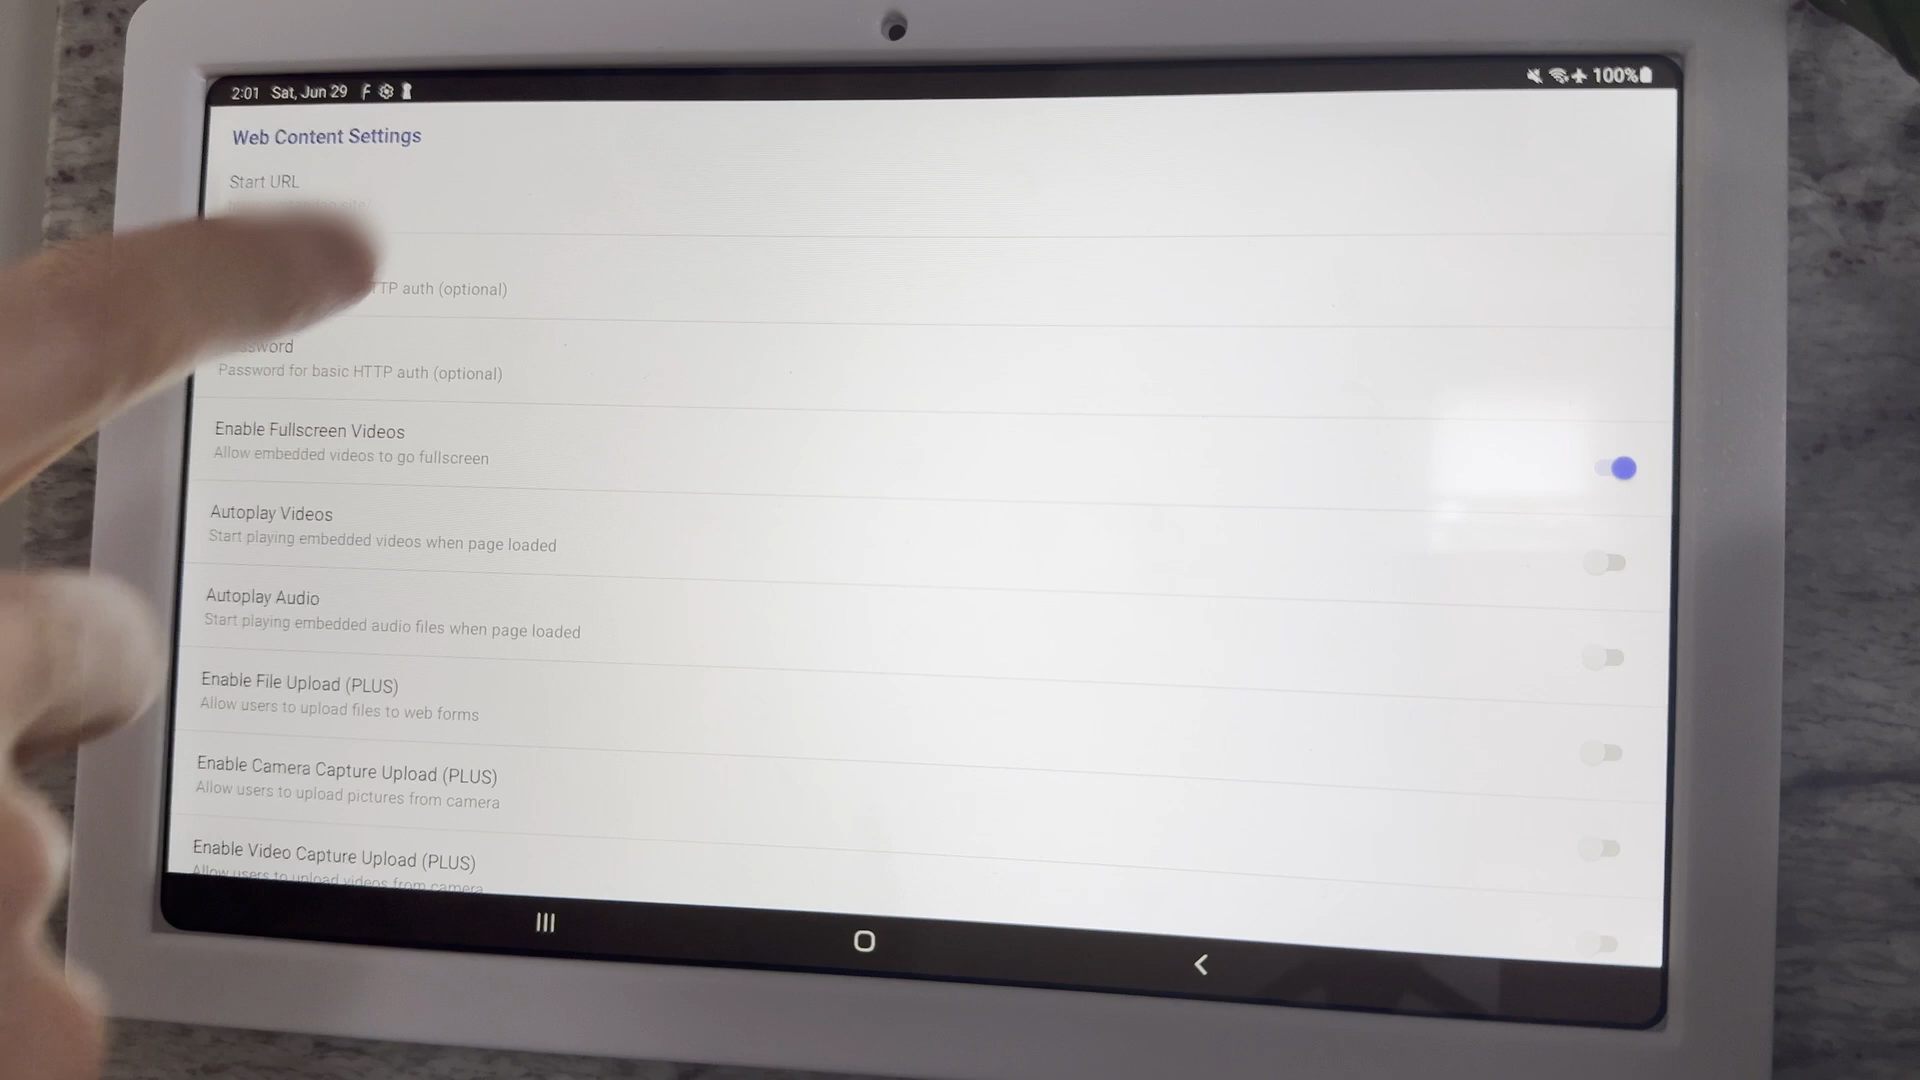 2:01 Sat, Jun 29
100%
Web Content Settings
Start URL
TP auth (optional)
ssword
Password for basic HTTP auth (optional)
Enable Fullscreen Videos
Allow embedded videos to go fullscreen
Autoplay Videos
Start playing embedded videos when page loaded
Autoplay Audio
Start playing embedded audio files when page loaded
Enable File Upload (PLUS)
Allow users to upload files to web forms
Enable Camera Capture Upload (PLUS)
Allow users to upload pictures from camera
Enable Video Capture Upload (PLUS)
Allow users to upload videos from camera